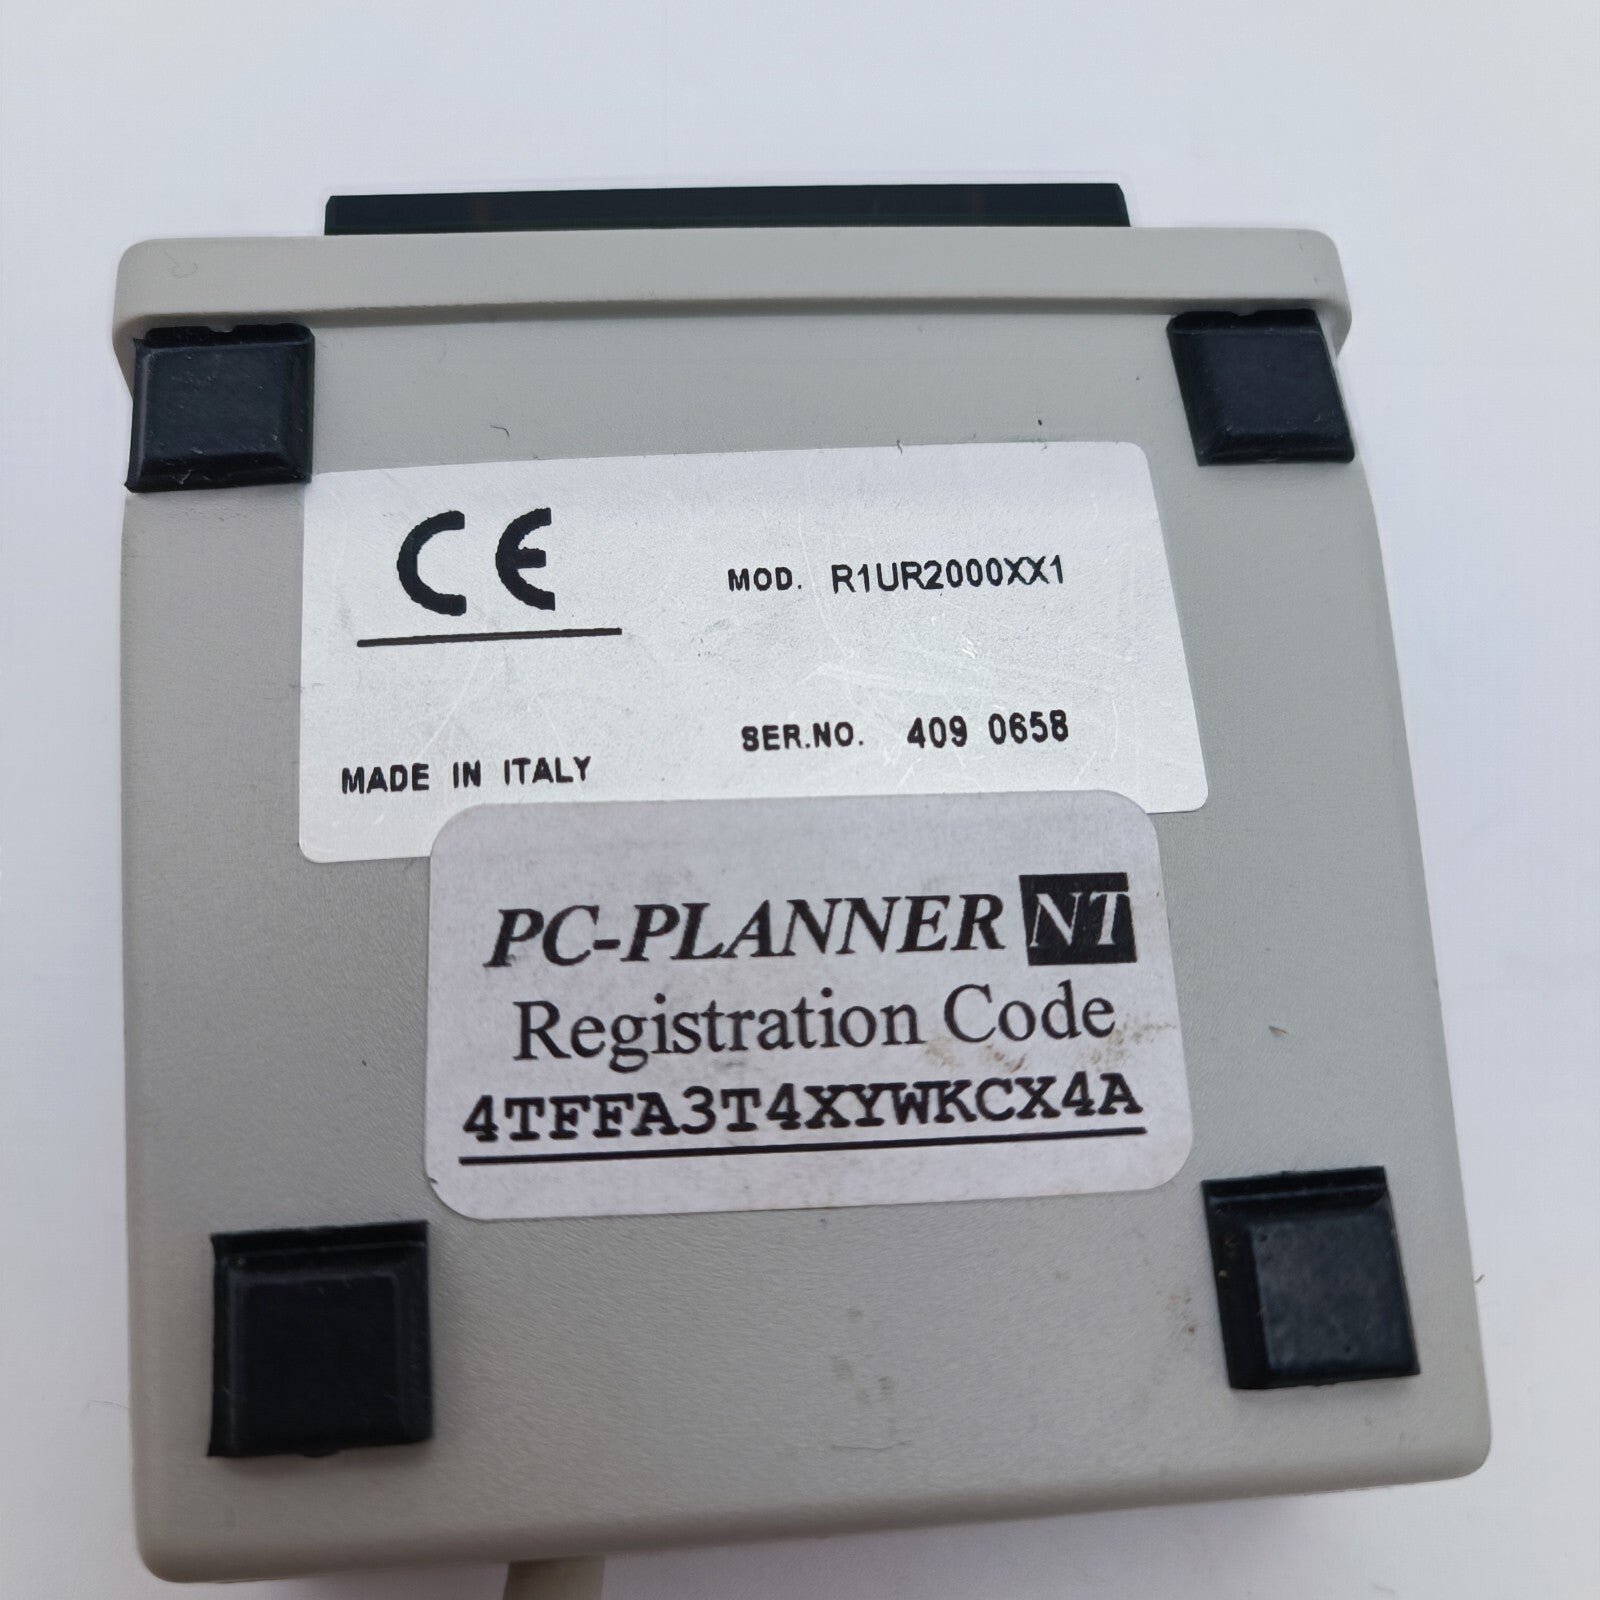 CE
MOD. R1UR2000XX1
SER.NO. 409 0658
MADE IN ITALY
PC-PLANNER NT
Registration Code
4TFFA3T4XYWKCX4A